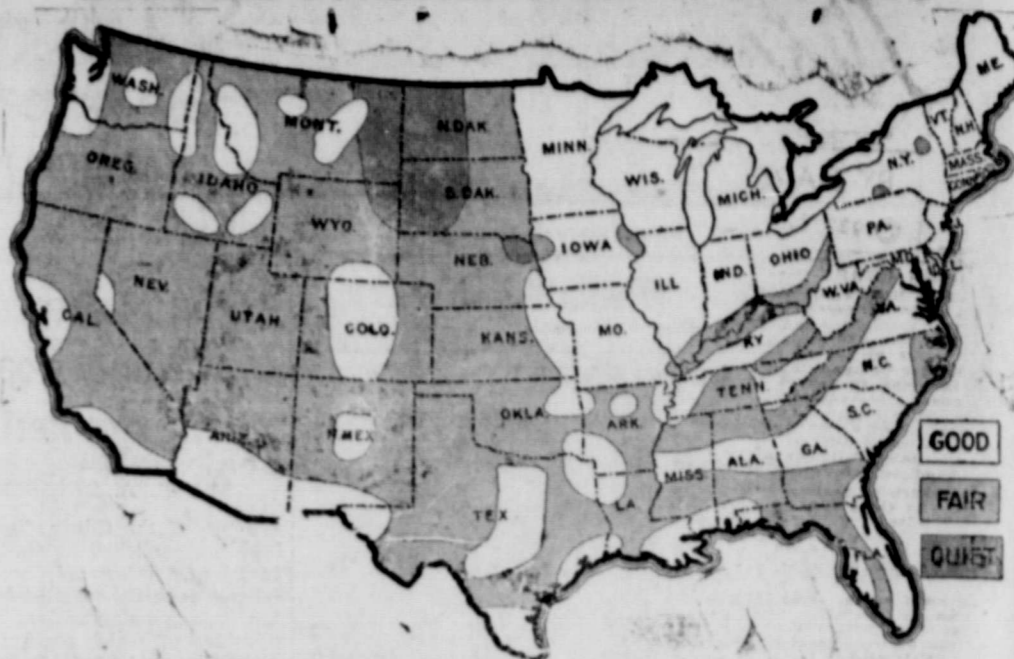 ME.
WASH.
MONT.
N.DAK.
MINN.
VT.
N.H.
OREG.
IDAHO
S.DAK.
WIS.
MICH.
N.Y.
MASS.
WYO.
PA.
NEB.
IOWA
OHIO
NEV.
UTAH
COLO.
ILL
IND.
W.VA.
CAL.
KANS.
MO.
KY
VA.
N.C.
TENN
ARIZ.
N.MEX.
OKLA.
ARK.
S.C.
MISS
ALA.
GA.
TEX
LA.
FLA.
GOOD
FAIR